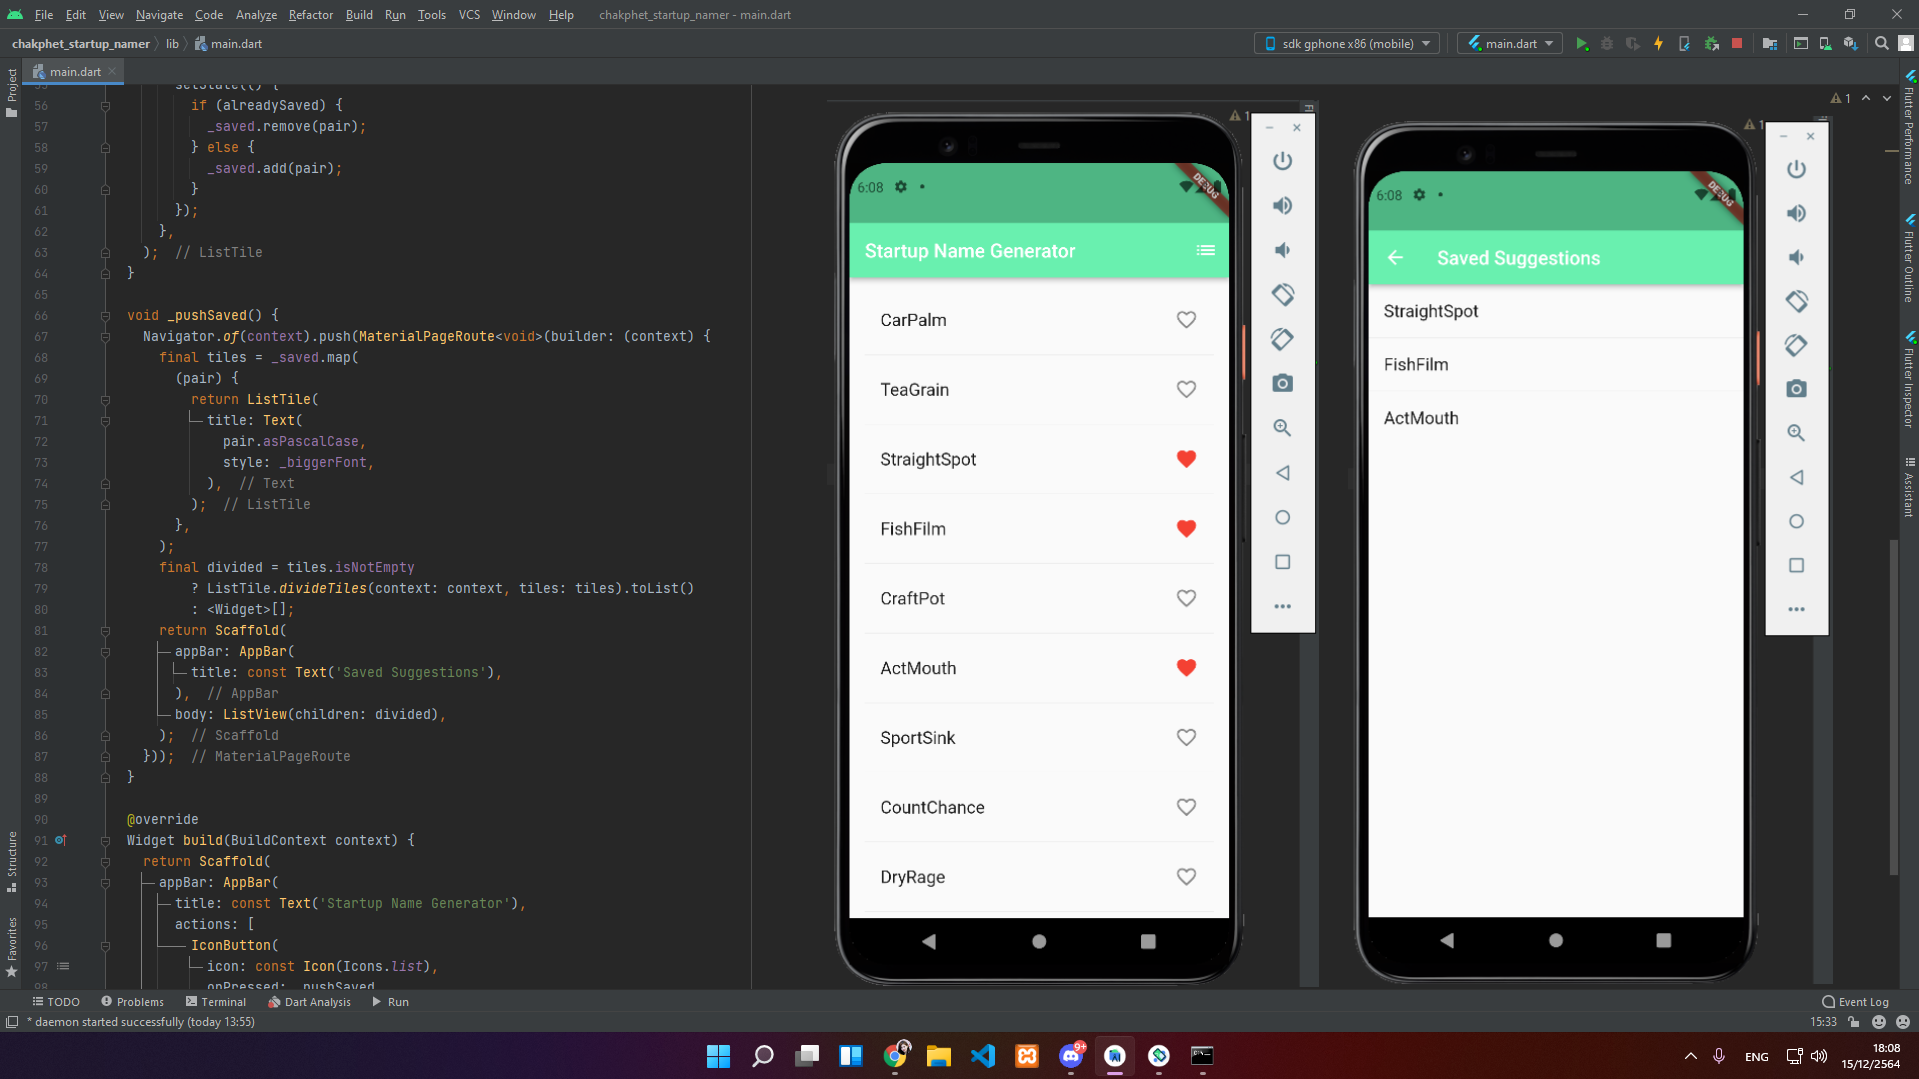 File Edit View Navigate Code Analyze Refactor Build Run Tools VCS Window Help chakphet_startup_namer - main.dart
chakphet_startup_namer lib main.dart
sdk gphone x86 (mobile) main.dart
main.dart
Project
Structure
Favorites
55 setState(() {
56 if (alreadySaved) {
57 _saved.remove(pair);
58 } else {
59 _saved.add(pair);
60 }
61 });
62 },
63 ); // ListTile
64 }
65
66 void _pushSaved() {
67 Navigator.of(context).push(MaterialPageRoute<void>(builder: (context) {
68 final tiles = _saved.map(
69 (pair) {
70 return ListTile(
71 title: Text(
72 pair.asPascalCase,
73 style: _biggerFont,
74 ), // Text
75 ); // ListTile
76 },
77 );
78 final divided = tiles.isNotEmpty
79 ? ListTile.divideTiles(context: context, tiles: tiles).toList()
80 : <Widget>[];
81 return Scaffold(
82 appBar: AppBar(
83 title: const Text('Saved Suggestions'),
84 ), // AppBar
85 body: ListView(children: divided),
86 ); // Scaffold
87 })); // MaterialPageRoute
88 }
89
90 @override
91 Widget build(BuildContext context) {
92 return Scaffold(
93 appBar: AppBar(
94 title: const Text('Startup Name Generator'),
95 actions: [
96 IconButton(
97 icon: const Icon(Icons.list),
98 onPressed: _pushSaved,
1
6:08
DEBUG
Startup Name Generator
CarPalm
TeaGrain
StraightSpot
FishFilm
CraftPot
ActMouth
SportSink
CountChance
DryRage
1
6:08
DEBUG
Saved Suggestions
StraightSpot
FishFilm
ActMouth
1
Flutter Performance
Flutter Outline
Flutter Inspector
Assistant
TODO Problems Terminal Dart Analysis Run Event Log
* daemon started successfully (today 13:55) 15:33
9+
ENG
18:08
15/12/2564